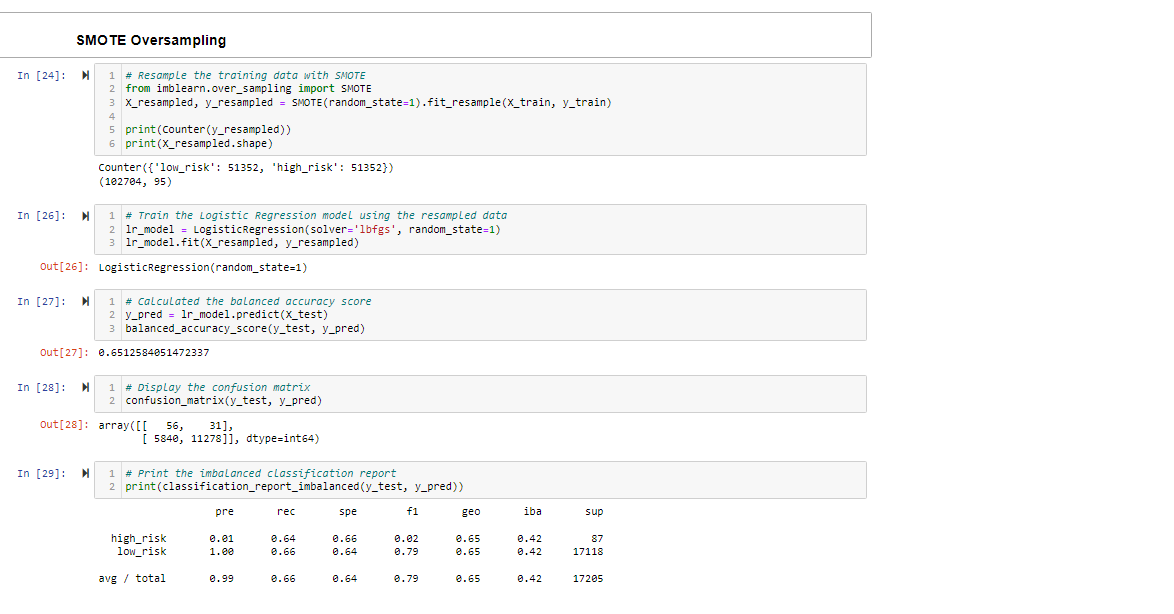 SMOTE Oversampling
In [24]:
1 # Resample the training data with SMOTE
2 from imblearn.over_sampling import SMOTE
3 X_resampled, y_resampled = SMOTE(random_state=1).fit_resample(X_train, y_train)
4
5 print(Counter(y_resampled))
6 print(X_resampled.shape)
Counter({'low_risk': 51352, 'high_risk': 51352})
(102704, 95)
In [26]:
1 # Train the Logistic Regression model using the resampled data
2 lr_model = LogisticRegression(solver='lbfgs', random_state=1)
3 lr_model.fit(X_resampled, y_resampled)
Out[26]: LogisticRegression(random_state=1)
In [27]:
1 # Calculated the balanced accuracy score
2 y_pred = lr_model.predict(X_test)
3 balanced_accuracy_score(y_test, y_pred)
Out[27]: 0.6512584051472337
In [28]:
1 # Display the confusion matrix
2 confusion_matrix(y_test, y_pred)
Out[28]: array([[   56,    31],
       [ 5840, 11278]], dtype=int64)
In [29]:
1 # Print the imbalanced classification report
2 print(classification_report_imbalanced(y_test, y_pred))
pre rec spe f1 geo iba sup
high_risk 0.01 0.64 0.66 0.02 0.65 0.42 87
low_risk 1.00 0.66 0.64 0.79 0.65 0.42 17118
avg / total 0.99 0.66 0.64 0.79 0.65 0.42 17205